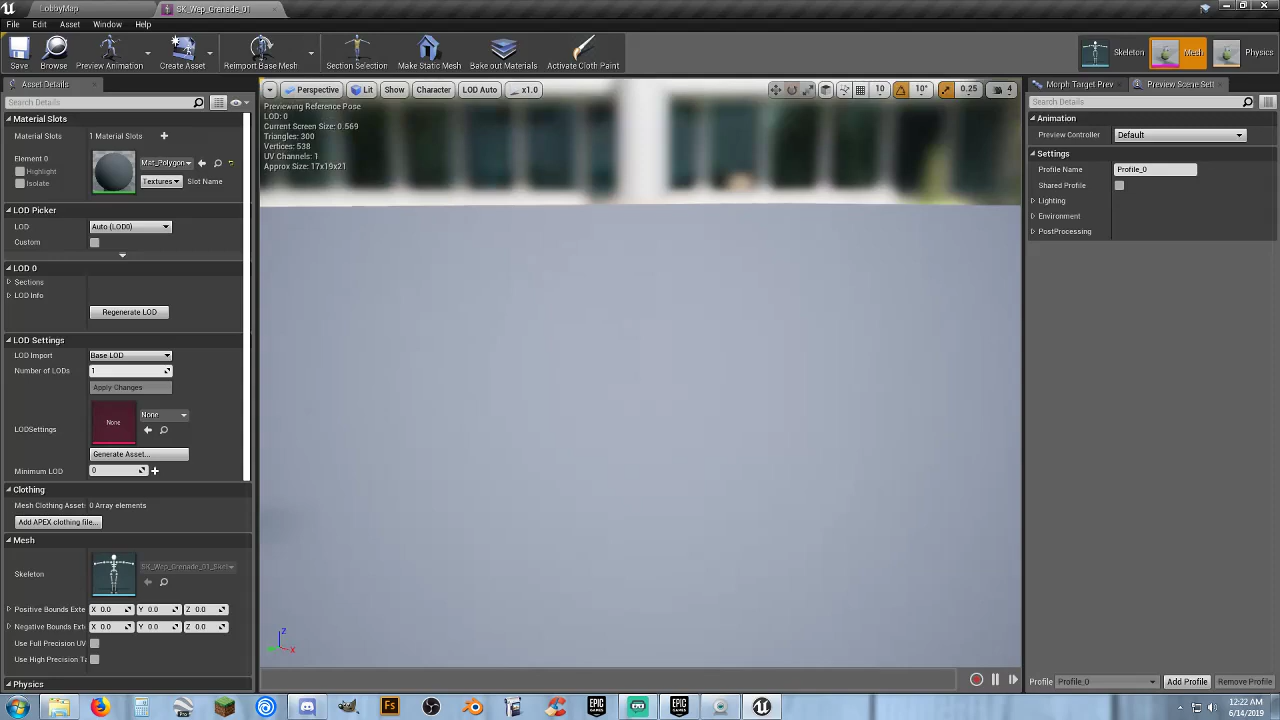 LobbyMap
SK_Wep_Grenade_01
File Edit Asset Window Help
Save Browse Preview Animation Create Asset Reimport Base Mesh Section Selection Make Static Mesh Bake out Materials Activate Cloth Paint
Skeleton Mesh Physics
Asset Details
Search Details
Material Slots
Material Slots 1 Material Slots
Element 0
Highlight
Isolate
Mat_Polygon
Textures Slot Name
LOD Picker
LOD Auto (LOD0)
Custom
LOD 0
Sections
LOD Info
Regenerate LOD
LOD Settings
LOD Import Base LOD
Number of LODs 1
Apply Changes
LODSettings None None
Generate Asset...
Minimum LOD 0
Clothing
Mesh Clothing Asset 0 Array elements
Add APEX clothing file...
Mesh
Skeleton SK_Wep_Grenade_01_Skel
Positive Bounds Exte X 0.0 Y 0.0 Z 0.0
Negative Bounds Ext X 0.0 Y 0.0 Z 0.0
Use Full Precision UV
Use High Precision Ta
Physics
Perspective Lit Show Character LOD Auto x1.0
10 10° 0.25 4
Previewing Reference Pose
LOD: 0
Current Screen Size: 0.569
Triangles: 300
Vertices: 538
UV Channels: 1
Approx Size: 17x19x21
Z
X
Morph Target Prev Preview Scene Sett
Search Details
Animation
Preview Controller Default
Settings
Profile Name Profile_0
Shared Profile
Lighting
Environment
PostProcessing
Profile Profile_0 Add Profile Remove Profile
Pro
Fs
EPIC GAMES
EPIC GAMES
12:22 AM
6/14/2019